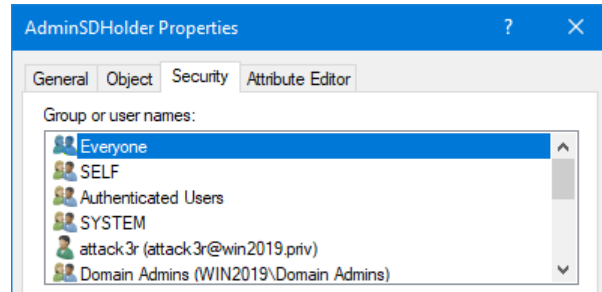 AdminSDHolder Properties ? ×
General Object Security Attribute Editor
Group or user names:
Everyone
SELF
Authenticated Users
SYSTEM
attack3r (attack3r@win2019.priv)
Domain Admins (WIN2019\Domain Admins)